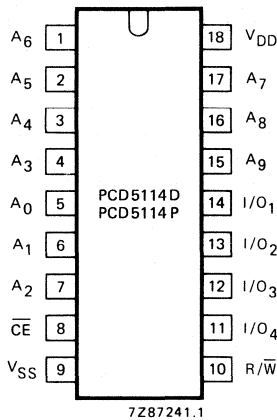 A6 1 18 VDD
A5 2 17 A7
A4 3 16 A8
A3 4 15 A9
A0 5 PCD5114D 14 I/O1
PCD5114P
A1 6 13 I/O2
A2 7 12 I/O3
C̅E̅ 8 11 I/O4
VSS 9 10 R/W̅
7Z87241.1